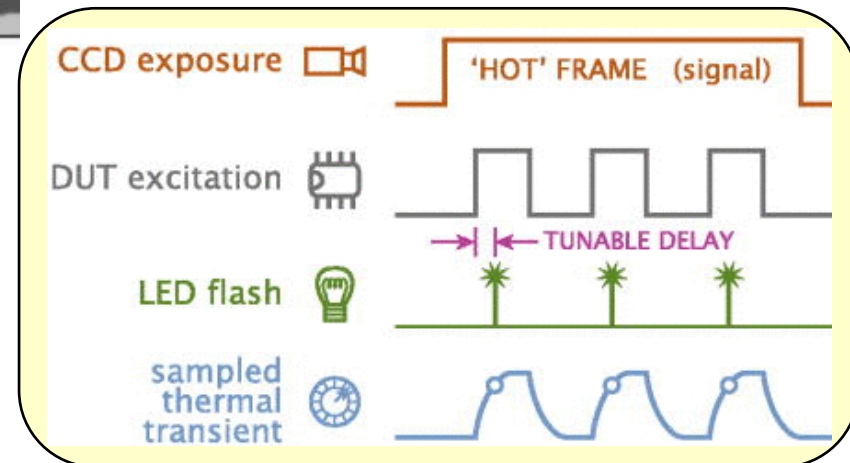 CCD exposure
'HOT' FRAME (signal)
DUT excitation
TUNABLE DELAY
LED flash
sampled
thermal
transient